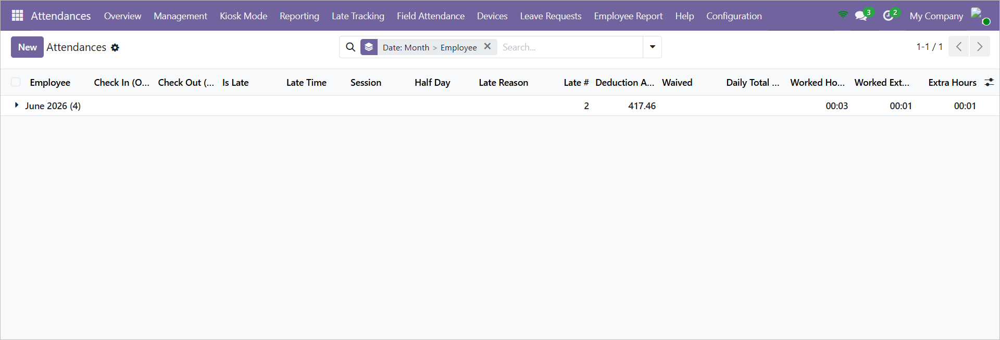 Attendances Overview Management Kiosk Mode Reporting Late Tracking Field Attendance Devices Leave Requests Employee Report Help Configuration 3 2 My Company
New Attendances Date: Month > Employee Search... 1-1 / 1
Employee Check In (O... Check Out (... Is Late Late Time Session Half Day Late Reason Late # Deduction A... Waived Daily Total ... Worked Ho... Worked Ext... Extra Hours
June 2026 (4) 2 417.46 00:03 00:01 00:01